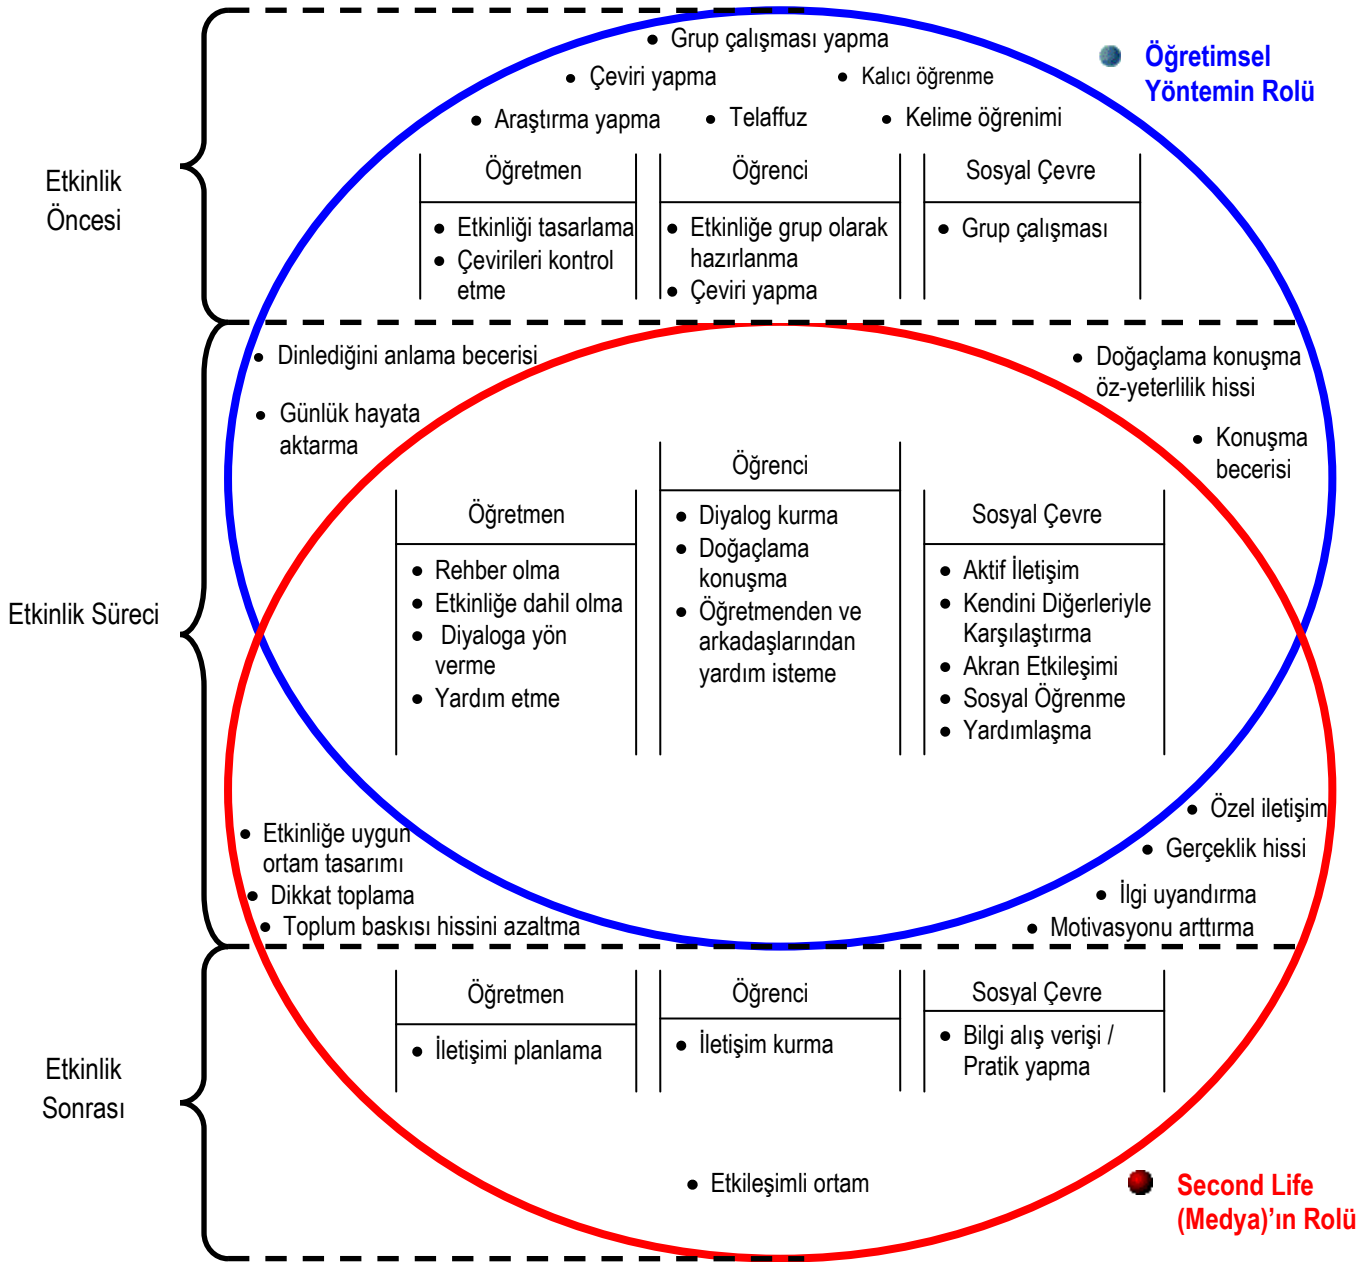 • Grup çalışması yapma
• Çeviri yapma
• Kalıcı öğrenme
• Araştırma yapma
• Telaffuz
• Kelime öğrenimi
Öğretimsel
Yöntemin Rolü
Etkinlik
Öncesi
Öğretmen
• Etkinliği tasarlama
• Çevirileri kontrol
etme
Öğrenci
• Etkinliğe grup olarak
hazırlanma
• Çeviri yapma
Sosyal Çevre
• Grup çalışması
Etkinlik Süreci
• Dinlediğini anlama becerisi
• Günlük hayata
aktarma
• Doğaçlama konuşma
öz-yeterlilik hissi
• Konuşma
becerisi
Öğretmen
• Rehber olma
• Etkinliğe dahil olma
• Diyaloga yön
verme
• Yardım etme
Öğrenci
• Diyalog kurma
• Doğaçlama
konuşma
• Öğretmenden ve
arkadaşlarından
yardım isteme
Sosyal Çevre
• Aktif İletişim
• Kendini Diğerleriyle
Karşılaştırma
• Akran Etkileşimi
• Sosyal Öğrenme
• Yardımlaşma
• Etkinliğe uygun
ortam tasarımı
• Dikkat toplama
• Toplum baskısı hissini azaltma
• Özel iletişim
• Gerçeklik hissi
• İlgi uyandırma
• Motivasyonu arttırma
Etkinlik
Sonrası
Öğretmen
• İletişimi planlama
Öğrenci
• İletişim kurma
Sosyal Çevre
• Bilgi alış verişi /
Pratik yapma
• Etkileşimli ortam
Second Life
(Medya)’ın Rolü